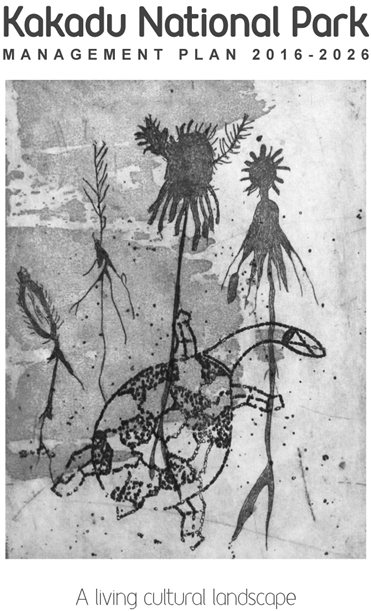 Kakadu National Park
MANAGEMENT PLAN 2016-2026
A living cultural landscape